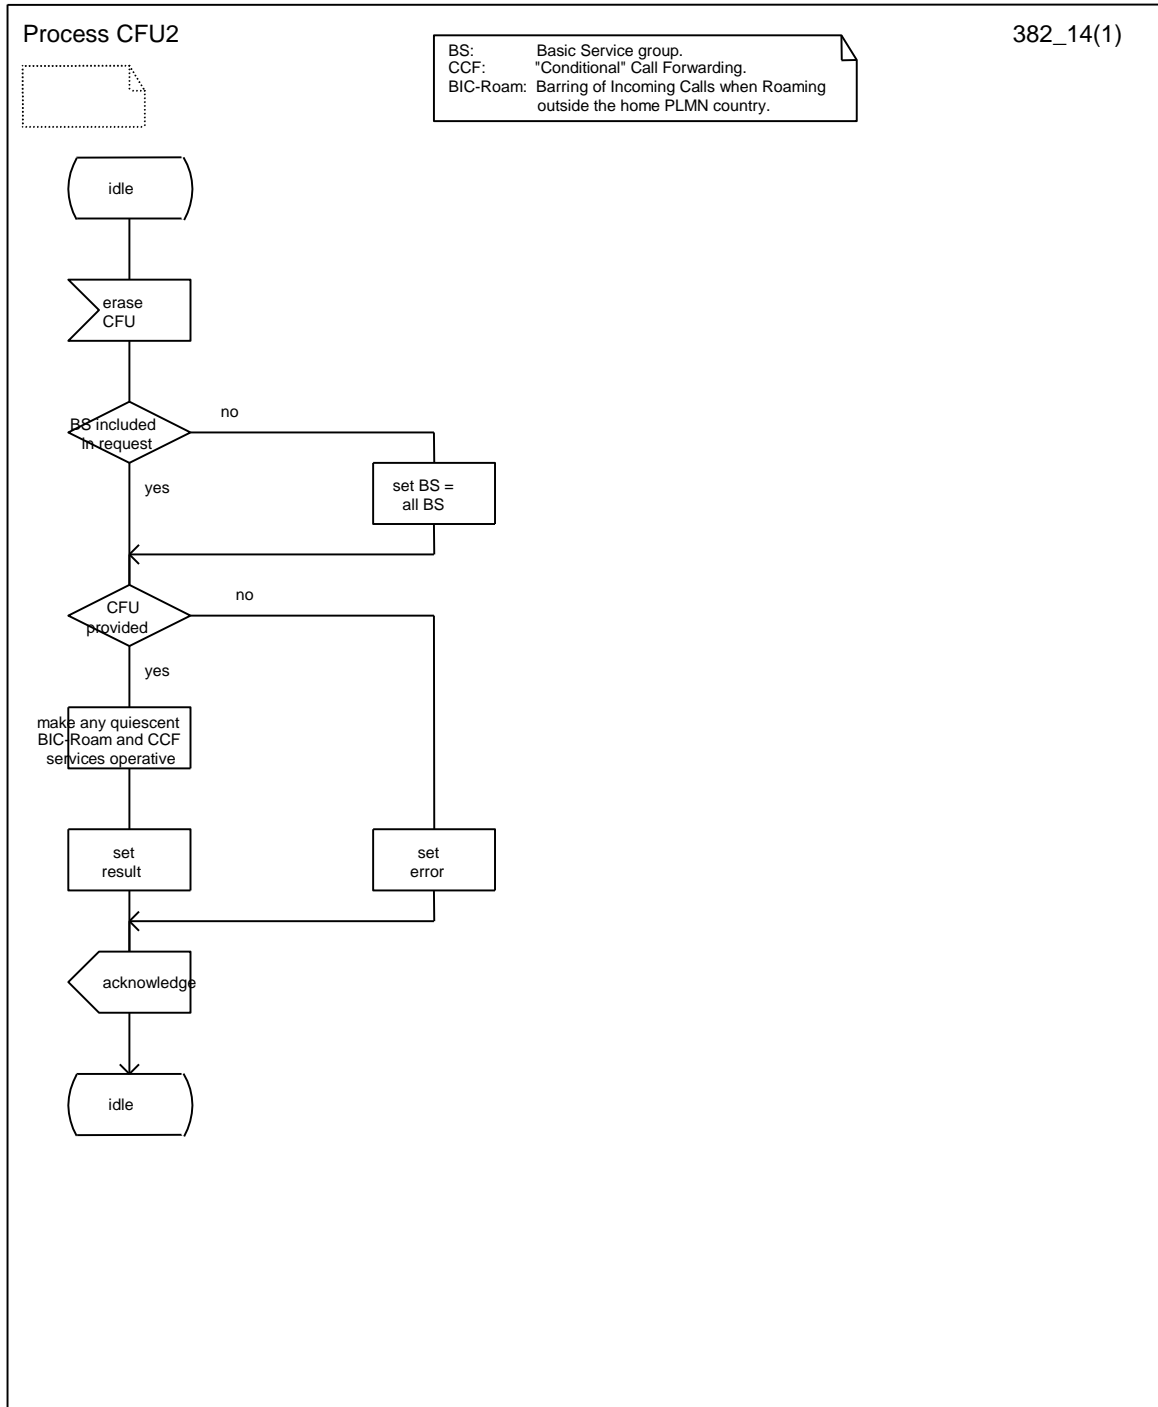 Process CFU2
382_14(1)
BS: Basic Service group.
CCF: "Conditional" Call Forwarding.
BIC-Roam: Barring of Incoming Calls when Roaming
outside the home PLMN country.
idle
erase
CFU
BS included
in request
no
yes
set BS =
all BS
CFU
provided
no
yes
make any quiescent
BIC-Roam and CCF
services operative
set
result
set
error
acknowledge
idle